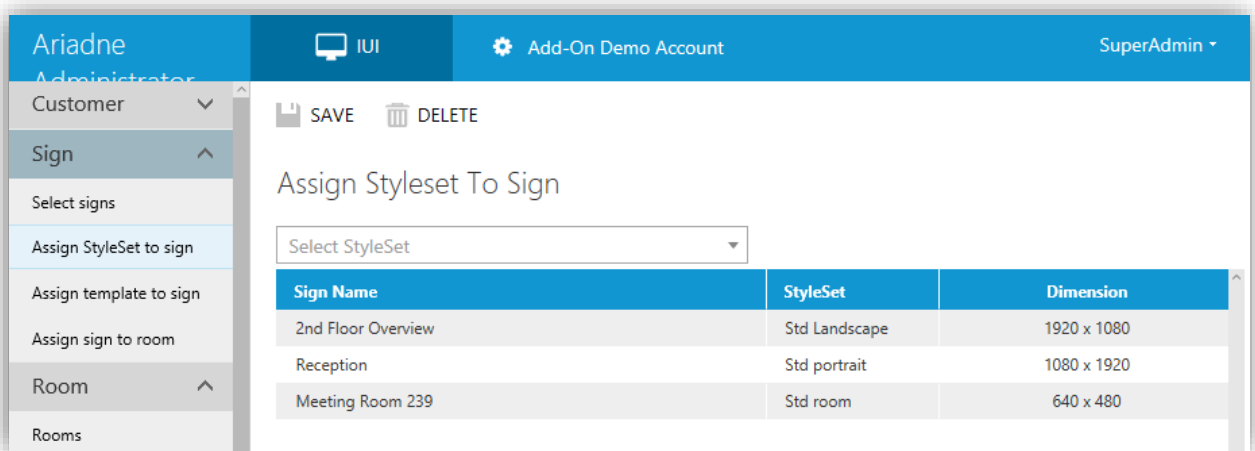 Ariadne
Administrator
IUI
Add-On Demo Account
SuperAdmin
Customer
Sign
Select signs
Assign StyleSet to sign
Assign template to sign
Assign sign to room
Room
Rooms
SAVE DELETE
Assign Styleset To Sign
Select StyleSet
Sign Name StyleSet Dimension
2nd Floor Overview Std Landscape 1920 x 1080
Reception Std portrait 1080 x 1920
Meeting Room 239 Std room 640 x 480